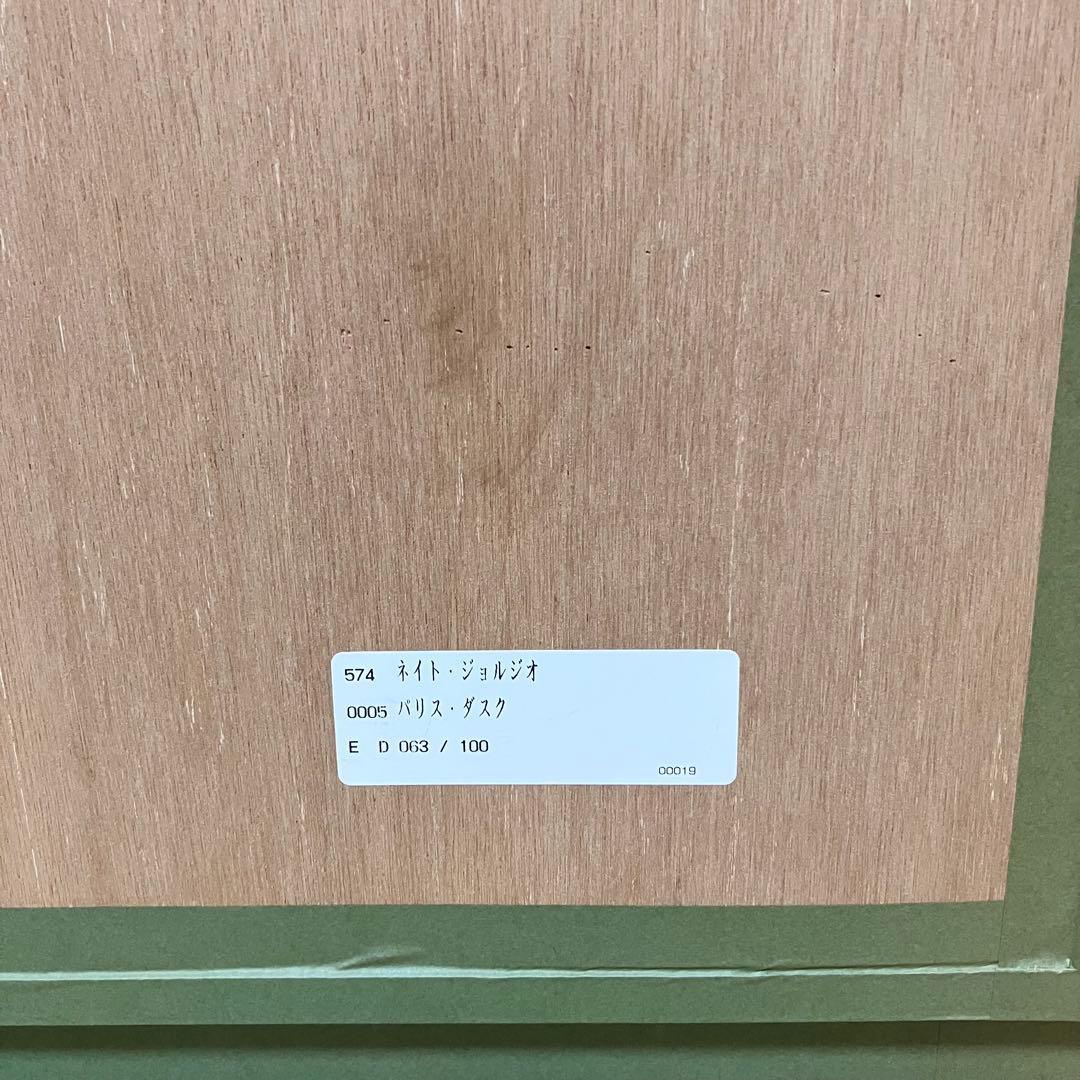 574 ネイト・ジョルジオ
0005 パリス・ダスク
E D 063 / 100
00019